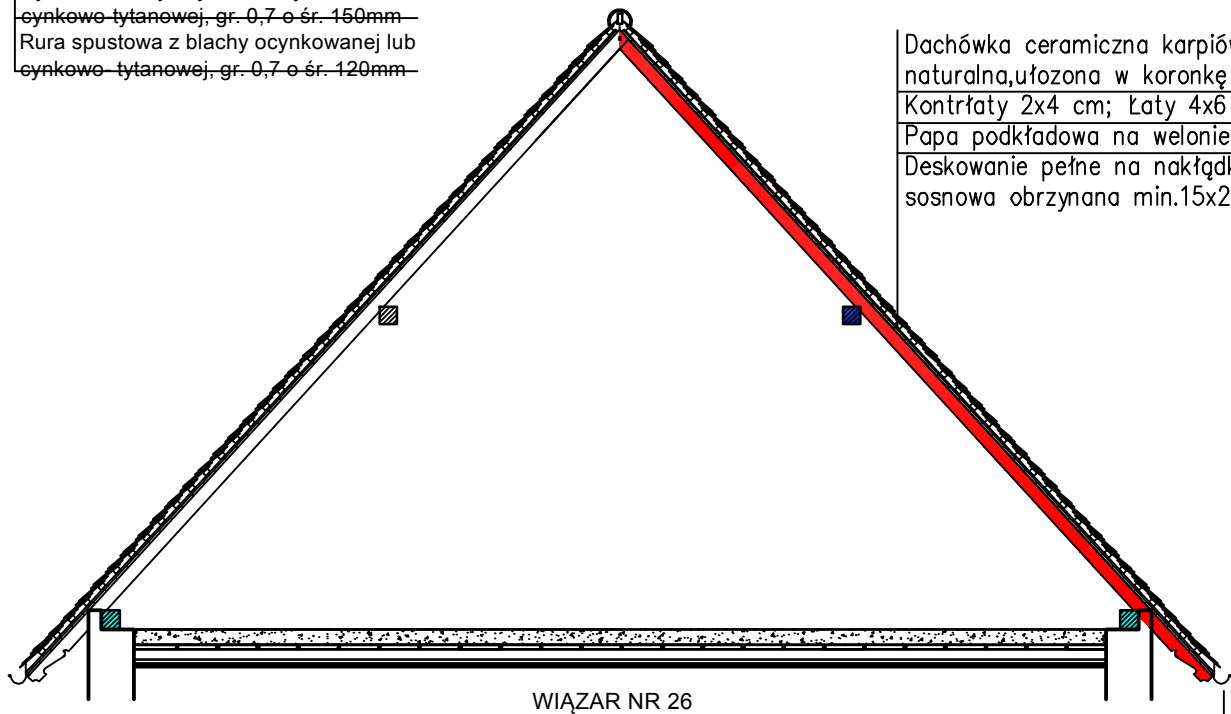 cynkowo-tytanowej, gr. 0,7 o śr. 150mm
Rura spustowa z blachy ocynkowanej lub
cynkowo- tytanowej, gr. 0,7 o śr. 120mm
Dachówka ceramiczna karpiów
naturalna,ułozona w koronkę
Kontrłaty 2x4 cm; Łaty 4x6
Papa podkładowa na welonie
Deskowanie pełne na nakłądk
sosnowa obrzynana min.15x2
WIĄZAR NR 26